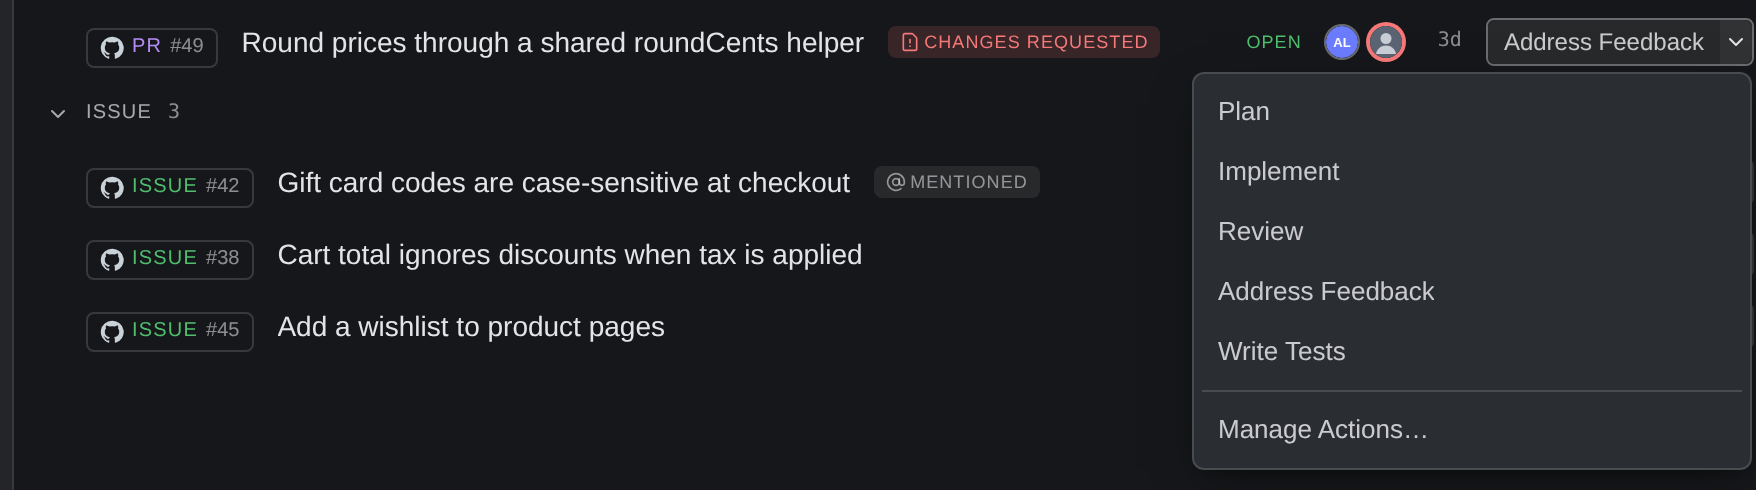 PR #49 Round prices through a shared roundCents helper CHANGES REQUESTED OPEN AL 3d Address Feedback
ISSUE 3
ISSUE #42 Gift card codes are case-sensitive at checkout MENTIONED
ISSUE #38 Cart total ignores discounts when tax is applied
ISSUE #45 Add a wishlist to product pages
Plan
Implement
Review
Address Feedback
Write Tests
Manage Actions…